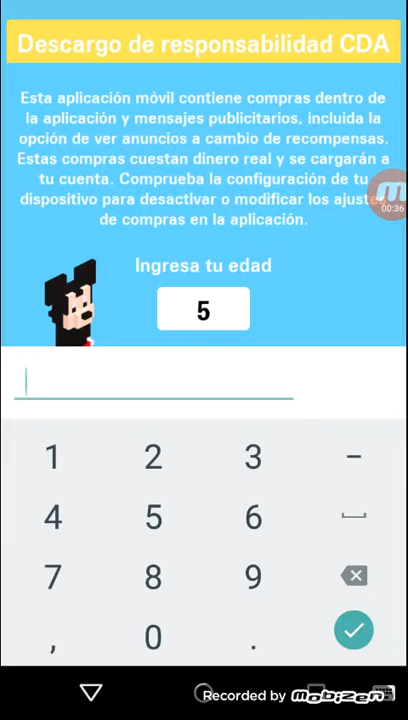 Descargo de responsabilidad CDA
Esta aplicación móvil contiene compras dentro de
la aplicación y mensajes publicitarios, incluida la
opción de ver anuncios a cambio de recompensas.
Estas compras cuestan dinero real y se cargarán a
tu cuenta. Comprueba la configuración de tu
dispositivo para desactivar o modificar los ajustes
de compras en la aplicación.
00:36
Ingresa tu edad
5
1 2 3 –
4 5 6
7 8 9
, 0 .
Recorded by mobizen